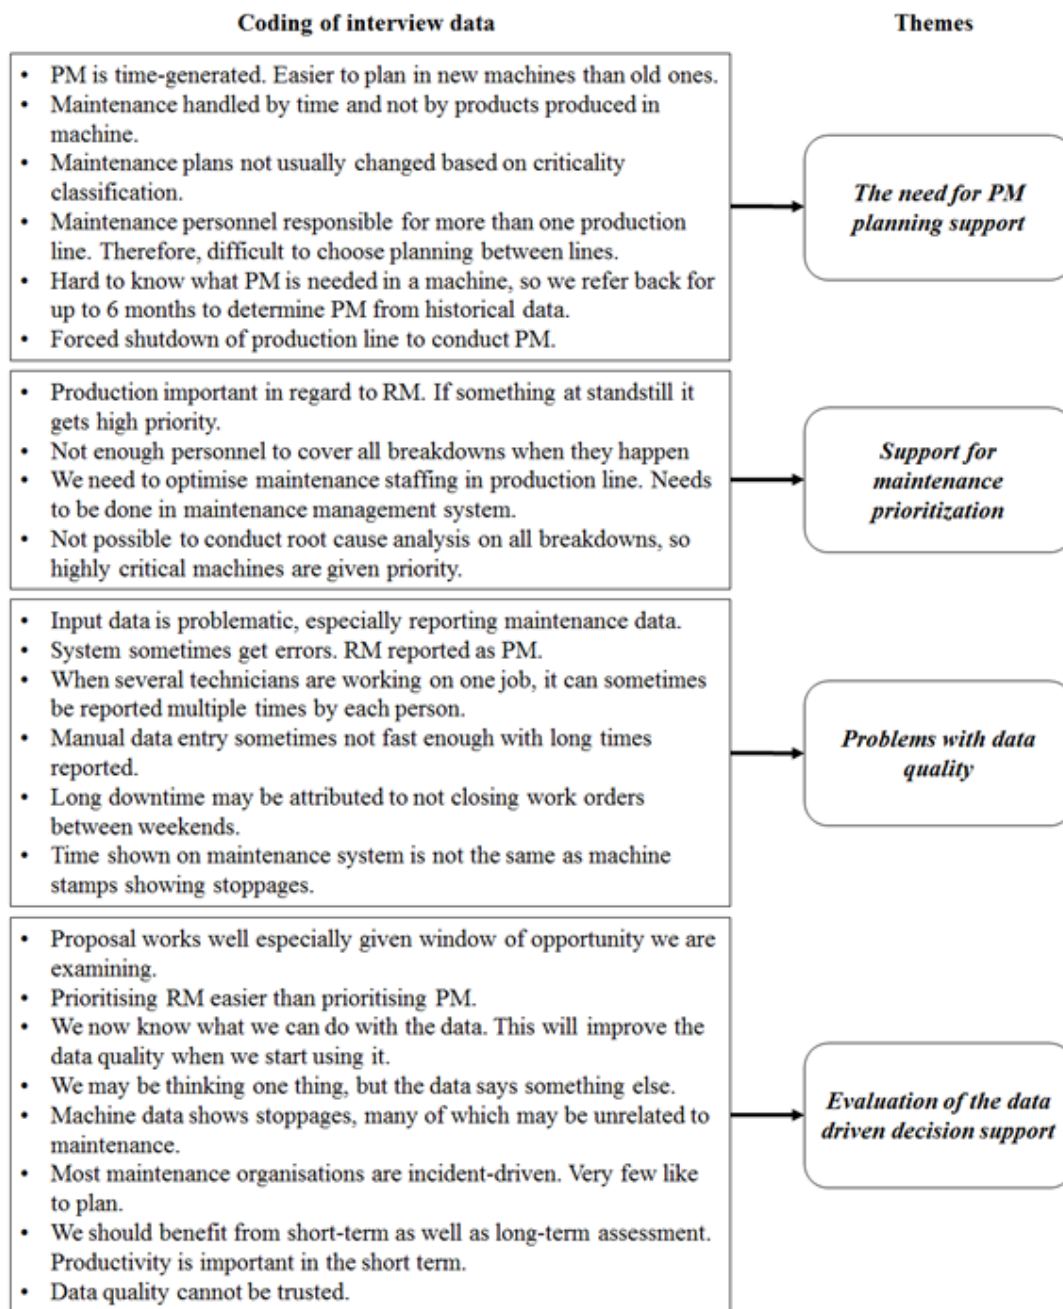 Coding of interview data
Themes
• PM is time-generated. Easier to plan in new machines than old ones.
• Maintenance handled by time and not by products produced in
machine.
• Maintenance plans not usually changed based on criticality
classification.
• Maintenance personnel responsible for more than one production
line. Therefore, difficult to choose planning between lines.
• Hard to know what PM is needed in a machine, so we refer back for
up to 6 months to determine PM from historical data.
• Forced shutdown of production line to conduct PM.
The need for PM
planning support
• Production important in regard to RM. If something at standstill it
gets high priority.
• Not enough personnel to cover all breakdowns when they happen
• We need to optimise maintenance staffing in production line. Needs
to be done in maintenance management system.
• Not possible to conduct root cause analysis on all breakdowns, so
highly critical machines are given priority.
Support for
maintenance
prioritization
• Input data is problematic, especially reporting maintenance data.
• System sometimes get errors. RM reported as PM.
• When several technicians are working on one job, it can sometimes
be reported multiple times by each person.
• Manual data entry sometimes not fast enough with long times
reported.
• Long downtime may be attributed to not closing work orders
between weekends.
• Time shown on maintenance system is not the same as machine
stamps showing stoppages.
Problems with data
quality
• Proposal works well especially given window of opportunity we are
examining.
• Prioritising RM easier than prioritising PM.
• We now know what we can do with the data. This will improve the
data quality when we start using it.
• We may be thinking one thing, but the data says something else.
• Machine data shows stoppages, many of which may be unrelated to
maintenance.
• Most maintenance organisations are incident-driven. Very few like
to plan.
• We should benefit from short-term as well as long-term assessment.
Productivity is important in the short term.
• Data quality cannot be trusted.
Evaluation of the data
driven decision support